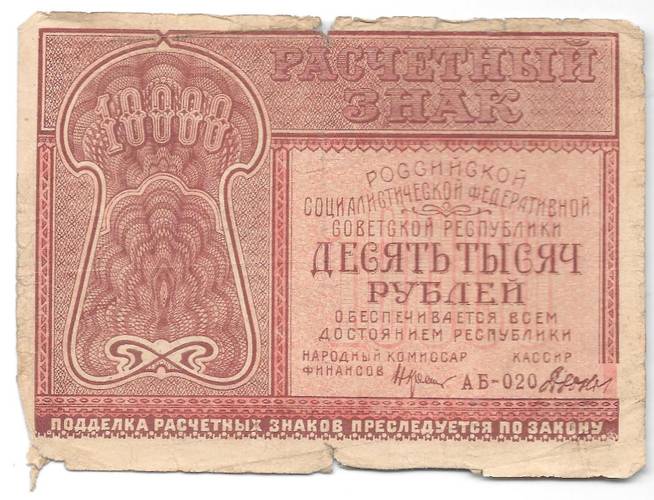 10000
РАСЧЕТНЫЙ
ЗНАК
РОССИЙСКОЙ
СОЦИАЛИСТИЧЕСКОЙ ФЕДЕРАТИВНОЙ
СОВЕТСКОЙ РЕСПУБЛИКИ
ДЕСЯТЬ ТЫСЯЧ
РУБЛЕЙ
ОБЕСПЕЧИВАЕТСЯ ВСЕМ
ДОСТОЯНИЕМ РЕСПУБЛИКИ
НАРОДНЫЙ КОМИССАР КАССИР
ФИНАНСОВ АБ-020
ПОДДЕЛКА РАСЧЕТНЫХ ЗНАКОВ ПРЕСЛЕДУЕТСЯ ПО ЗАКОНУ